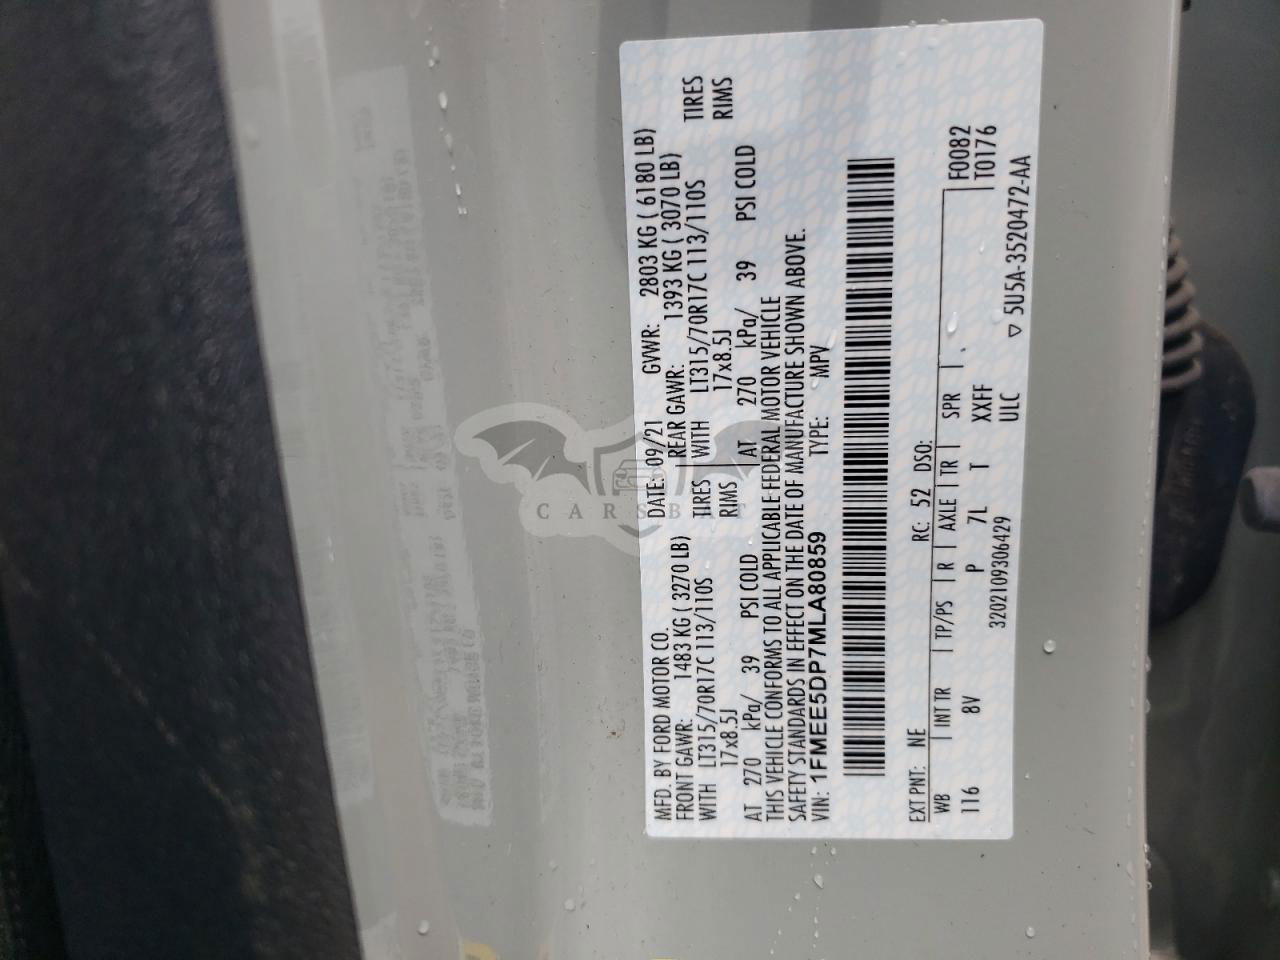 MFD. BY FORD MOTOR CO.
DATE: 09/21 GVWR: 2803 KG ( 6180 LB)
FRONT GAWR: 1483 KG ( 3270 LB) REAR GAWR: 1393 KG ( 3070 LB)
WITH LT315/70R17C 113/110S TIRES WITH LT315/70R17C 113/110S TIRES
17x8.5J RIMS 17x8.5J RIMS
AT 270 kPa/ 39 PSI COLD AT 270 kPa/ 39 PSI COLD
THIS VEHICLE CONFORMS TO ALL APPLICABLE FEDERAL MOTOR VEHICLE
SAFETY STANDARDS IN EFFECT ON THE DATE OF MANUFACTURE SHOWN ABOVE.
VIN: 1FMEE5DP7MLA80859 TYPE: MPV
EXT PNT: NE RC: 52 DSO:
WB INT TR TP/PS R AXLE TR SPR F0082
116 8V P 7L T XXFF T0176
3202109306429 ULC
▽ 5U5A-3520472-AA
CARSBAT